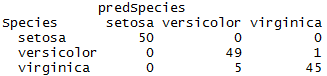 predSpecies
Species setosa versicolor virginica
setosa 50 0 0
versicolor 0 49 1
virginica 0 5 45